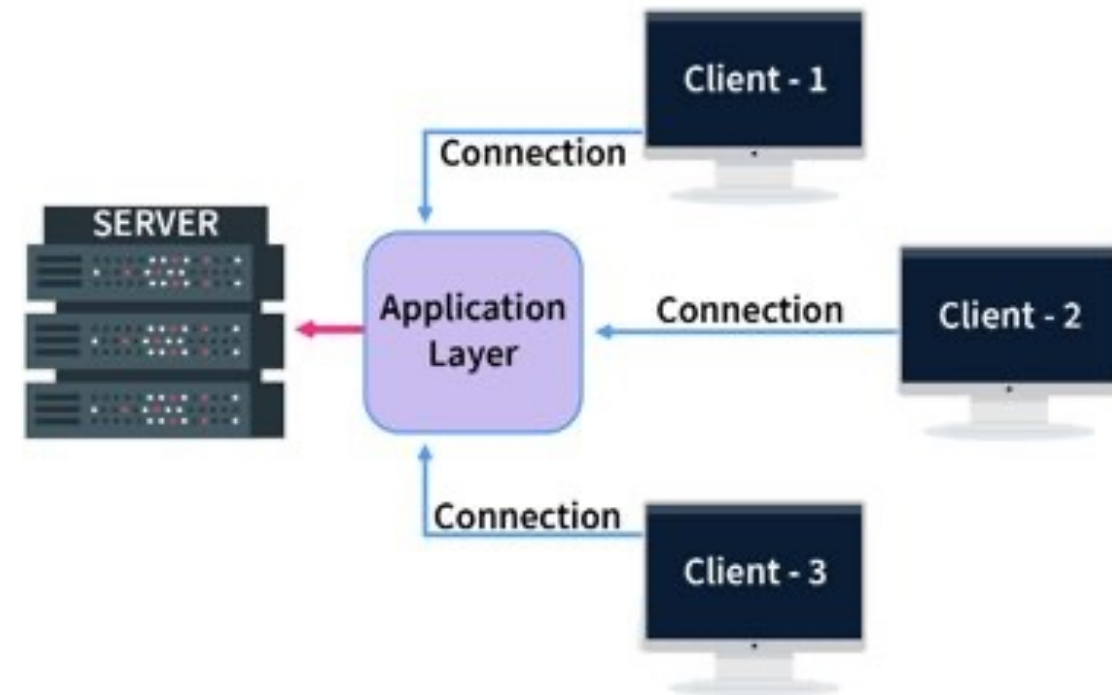 Client - 1
Connection
SERVER
Application
Layer
Connection
Client - 2
Connection
Client - 3